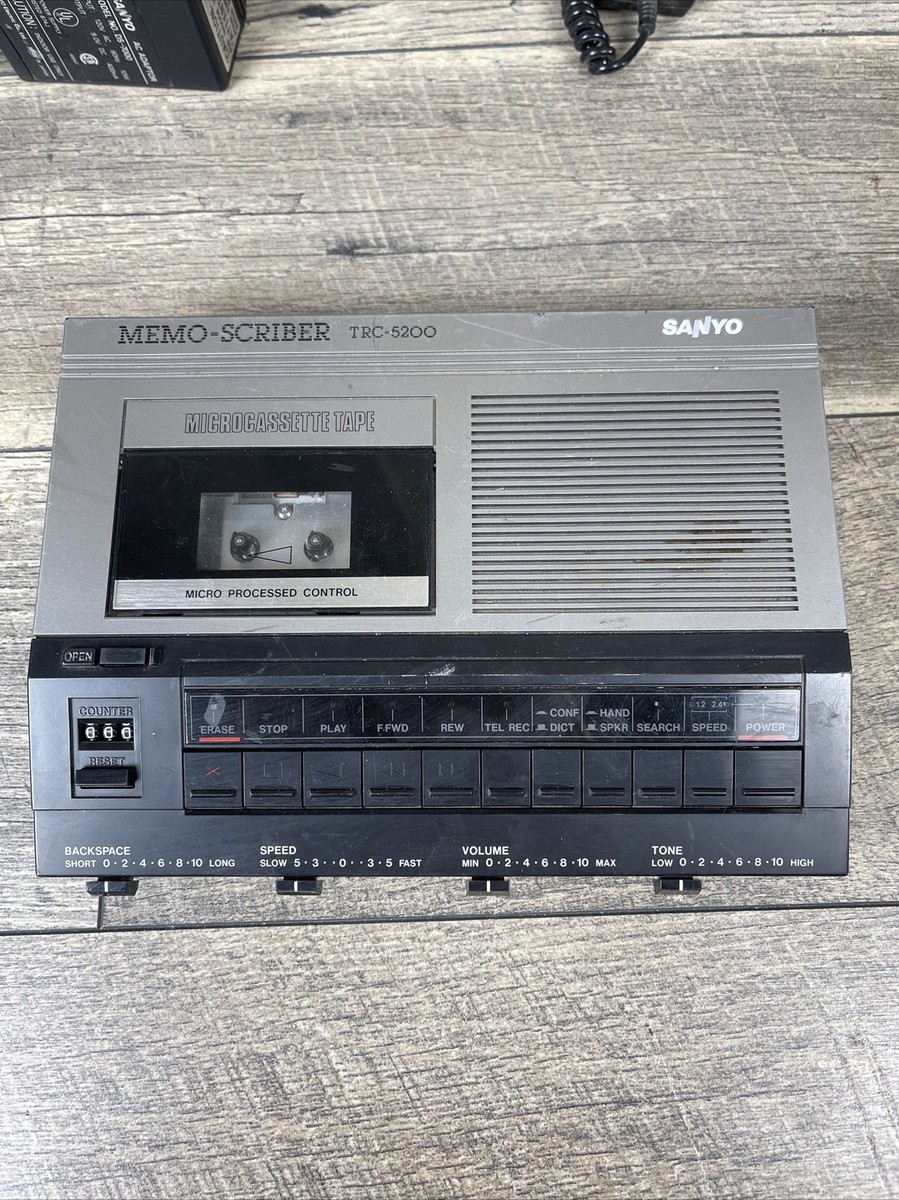 SANYO AC ADAPTOR
MEMO-SCRIBER TRC-5200
SANYO
MICROCASSETTE TAPE
MICRO PROCESSED CONTROL
OPEN
COUNTER
000
RESET
ERASE STOP PLAY F.FWD REW TEL REC CONF DICT HAND SPKR SEARCH 1.2 2.4 SPEED POWER
BACKSPACE
SHORT 0·2·4·6·8·10 LONG
SPEED
SLOW 5·3··0··3·5 FAST
VOLUME
MIN 0·2·4·6·8·10 MAX
TONE
LOW 0·2·4·6·8·10 HIGH